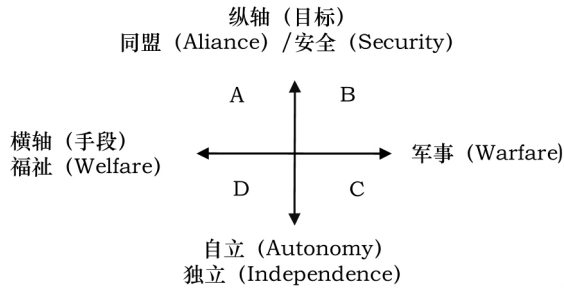 纵轴（目标）
同盟（Aliance）/安全（Security）
A B
横轴（手段）
福祉（Welfare）
军事（Warfare)
D C
自立（Autonomy）
独立（Independence）